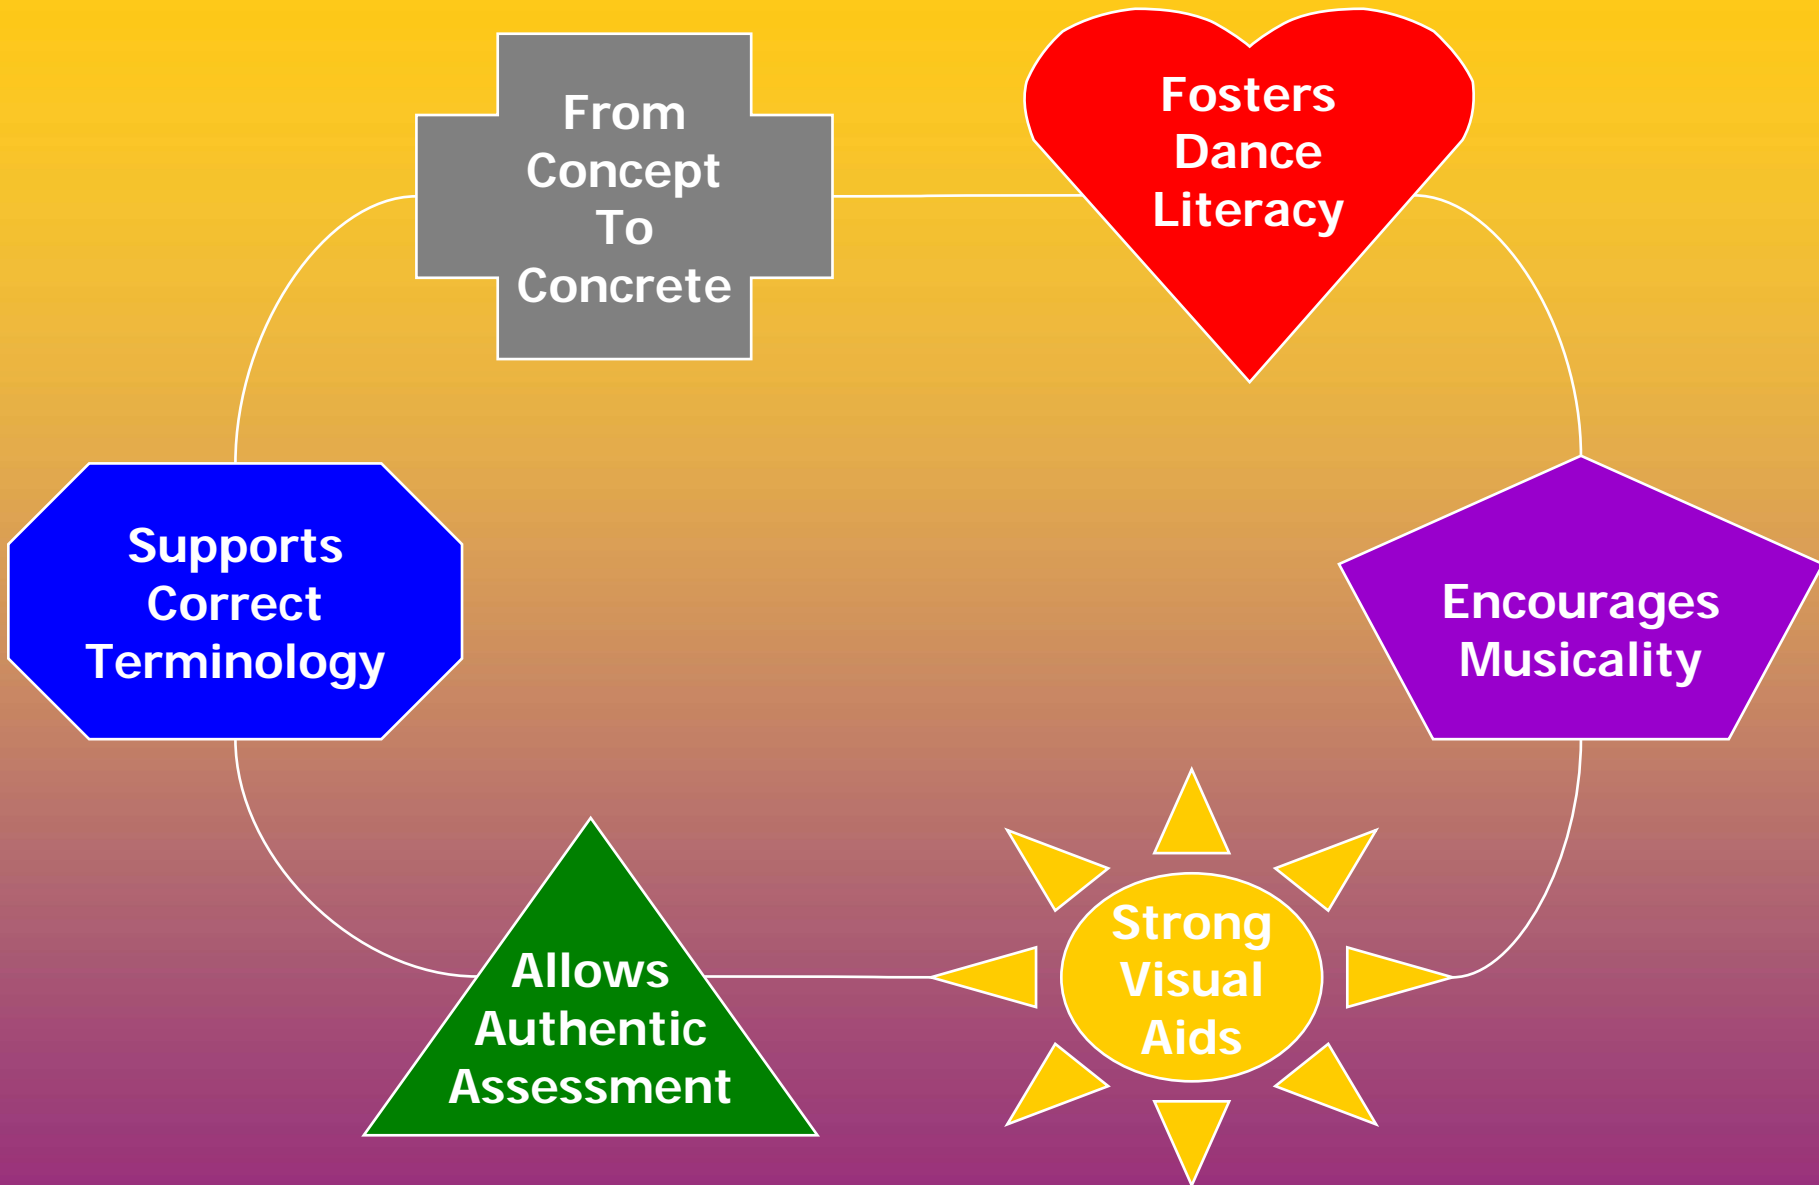 From
Concept
To
Concrete
Fosters
Dance
Literacy
Supports
Correct
Terminology
Encourages
Musicality
Allows
Authentic
Assessment
Strong
Visual
Aids